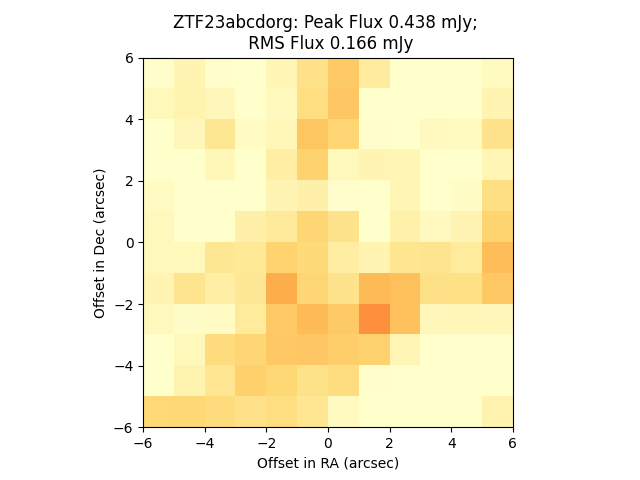 ZTF23abcdorg: Peak Flux 0.438 mJy;
RMS Flux 0.166 mJy
6
4
2
0
−2
−4
−6
Offset in Dec (arcsec)
−6 −4 −2 0 2 4 6
Offset in RA (arcsec)